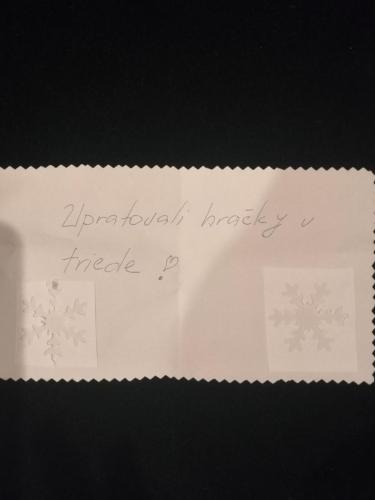 Upratovali hračky v
triede !♡